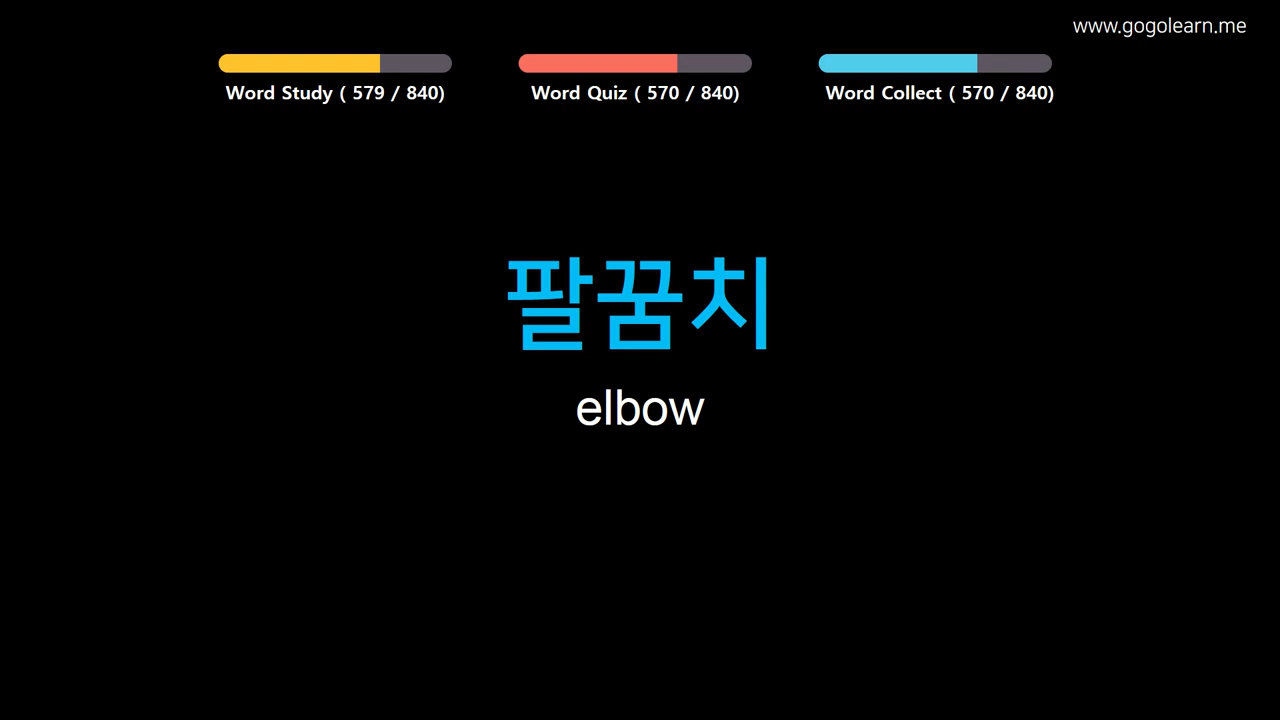 www.gogolearn.me
Word Study ( 579 / 840)
Word Quiz ( 570 / 840)
Word Collect ( 570 / 840)
팔꿈치
elbow